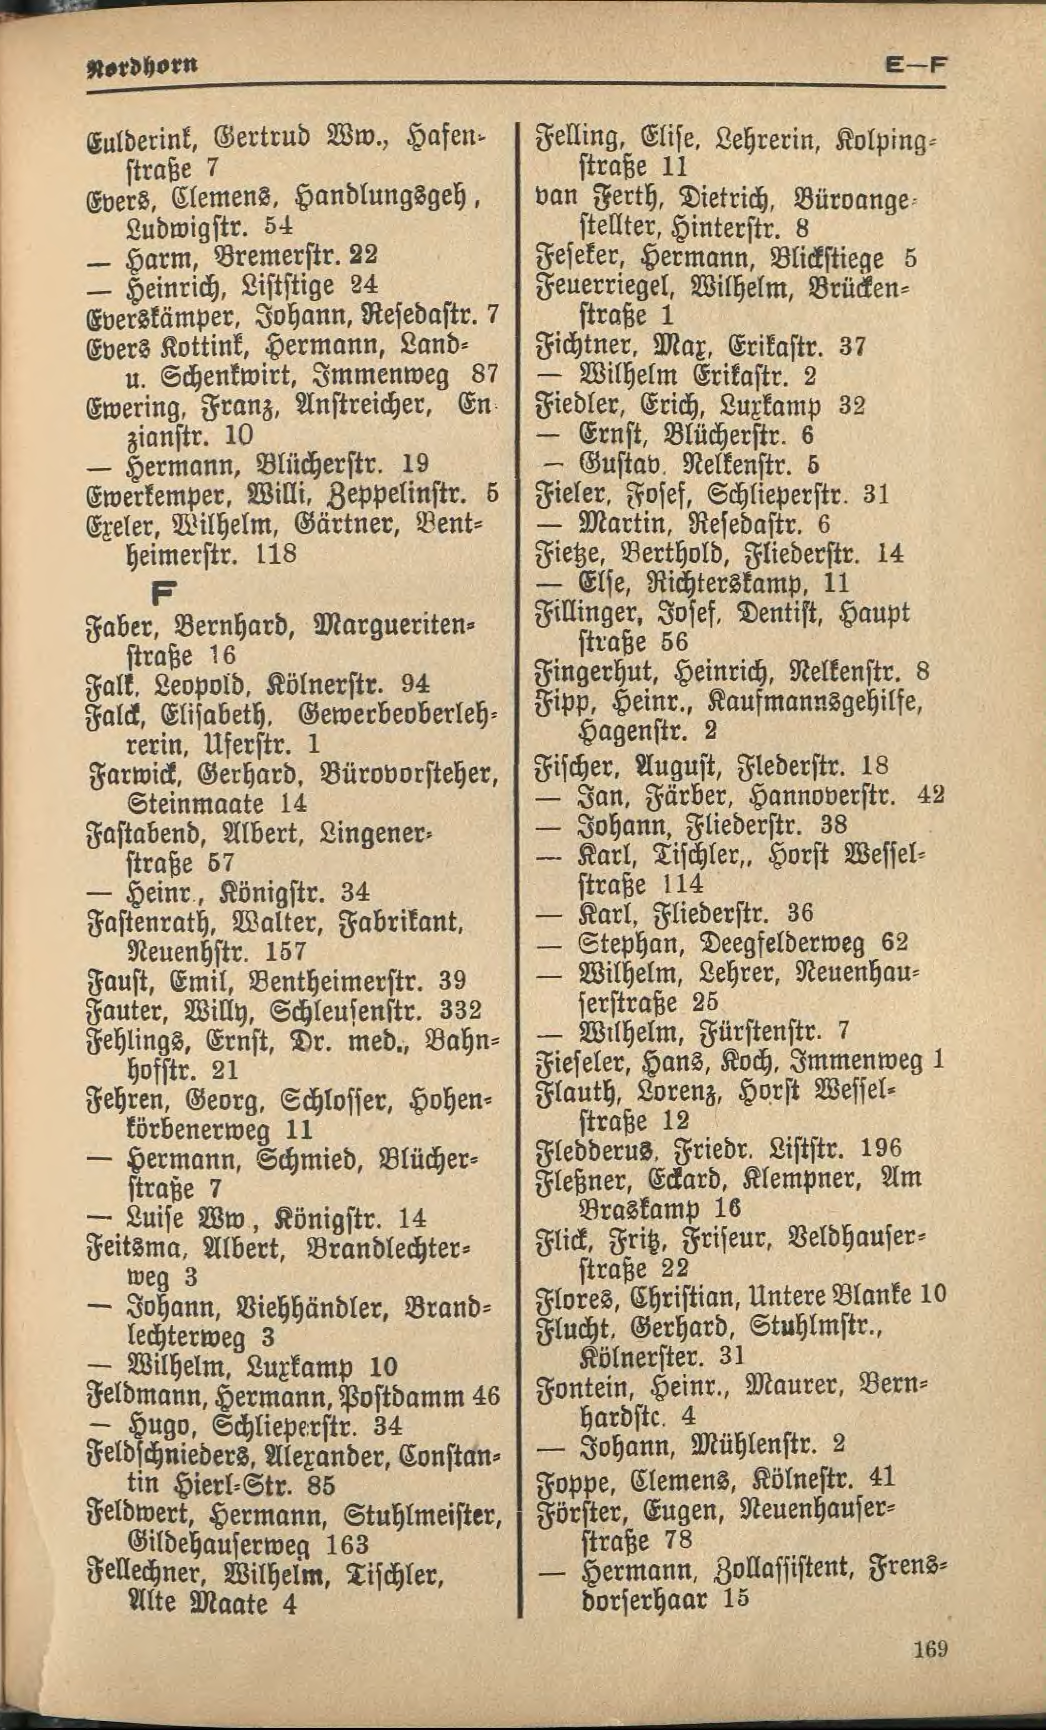 Nordhorn
E—F
Eulderink, Gertrud Ww., Hafen-
straße 7
Evers, Clemens, Handlungsgeh,
Ludwigstr. 54
— Harm, Bremerstr. 22
— Heinrich, Liststige 24
Everskämper, Johann, Resedastr. 7
Evers Kottink, Hermann, Land-
u. Schenkwirt, Immenweg 87
Ewering, Franz, Anstreicher, En-
zianstr. 10
— Hermann, Blücherstr. 19
Ewerkemper, Willi, Zeppelinstr. 5
Exeler, Wilhelm, Gärtner, Bent-
heimerstr. 118
F
Faber, Bernhard, Margueriten-
straße 16
Falk, Leopold, Kölnerstr. 94
Falck, Elisabeth, Gewerbeoberleh-
rerin, Uferstr. 1
Farwick, Gerhard, Bürovorsteher,
Steinmaate 14
Fastabend, Albert, Lingener-
straße 57
— Heinr., Königstr. 34
Fastenrath, Walter, Fabrikant,
Neuenhstr. 157
Faust, Emil, Bentheimerstr. 39
Fauter, Willy, Schleusenstr. 332
Fehlings, Ernst, Dr. med., Bahn-
hofstr. 21
Fehren, Georg, Schlosser, Hohen-
körbenerweg 11
— Hermann, Schmied, Blücher-
straße 7
— Luise Ww, Königstr. 14
Feitsma, Albert, Brandlechter-
weg 3
— Johann, Viehhändler, Brand-
lechterweg 3
— Wilhelm, Luxkamp 10
Feldmann, Hermann, Postdamm 46
— Hugo, Schlieperstr. 34
Feldschnieders, Alexander, Constan-
tin Hierl-Str. 85
Feldwert, Hermann, Stuhlmeister,
Gildehauserweg 163
Fellechner, Wilhelm, Tischler,
Alte Maate 4
Felling, Elise, Lehrerin, Kolping-
straße 11
van Ferth, Dietrich, Büroange-
stellter, Hinterstr. 8
Feseker, Hermann, Blickstiege 5
Feuerriegel, Wilhelm, Brücken-
straße 1
Fichtner, Max, Erikastr. 37
— Wilhelm Erikastr. 2
Fiedler, Erich, Luxkamp 32
— Ernst, Blücherstr. 6
— Gustav, Nelkenstr. 5
Fieler, Josef, Schlieperstr. 31
— Martin, Resedastr. 6
Fietze, Berthold, Fliederstr. 14
— Else, Richterskamp, 11
Fillinger, Josef, Dentist, Haupt
straße 56
Fingerhut, Heinrich, Nelkenstr. 8
Fipp, Heinr., Kaufmannsgehilfe,
Hagenstr. 2
Fischer, August, Flederstr. 18
— Jan, Färber, Hannoverstr. 42
— Johann, Fliederstr. 38
— Karl, Tischler,, Horst Wessel-
straße 114
— Karl, Fliederstr. 36
— Stephan, Deegfelderweg 62
— Wilhelm, Lehrer, Neuenhau-
serstraße 25
— Wilhelm, Fürstenstr. 7
Fieseler, Hans, Koch, Immenweg 1
Flauth, Lorenz, Horst Wessel-
straße 12
Fledderus, Friedr. Liststr. 196
Fleßner, Eckard, Klempner, Am
Braskamp 16
Flick, Fritz, Friseur, Veldhauser-
straße 22
Flores, Christian, Untere Blanke 10
Flucht, Gerhard, Stuhlmstr.,
Kölnerster. 31
Fontein, Heinr., Maurer, Bern-
hardstc. 4
— Johann, Mühlenstr. 2
Foppe, Clemens, Kölnestr. 41
Förster, Eugen, Neuenhauser-
straße 78
— Hermann, Zollassistent, Frens-
dorserhaar 15
169